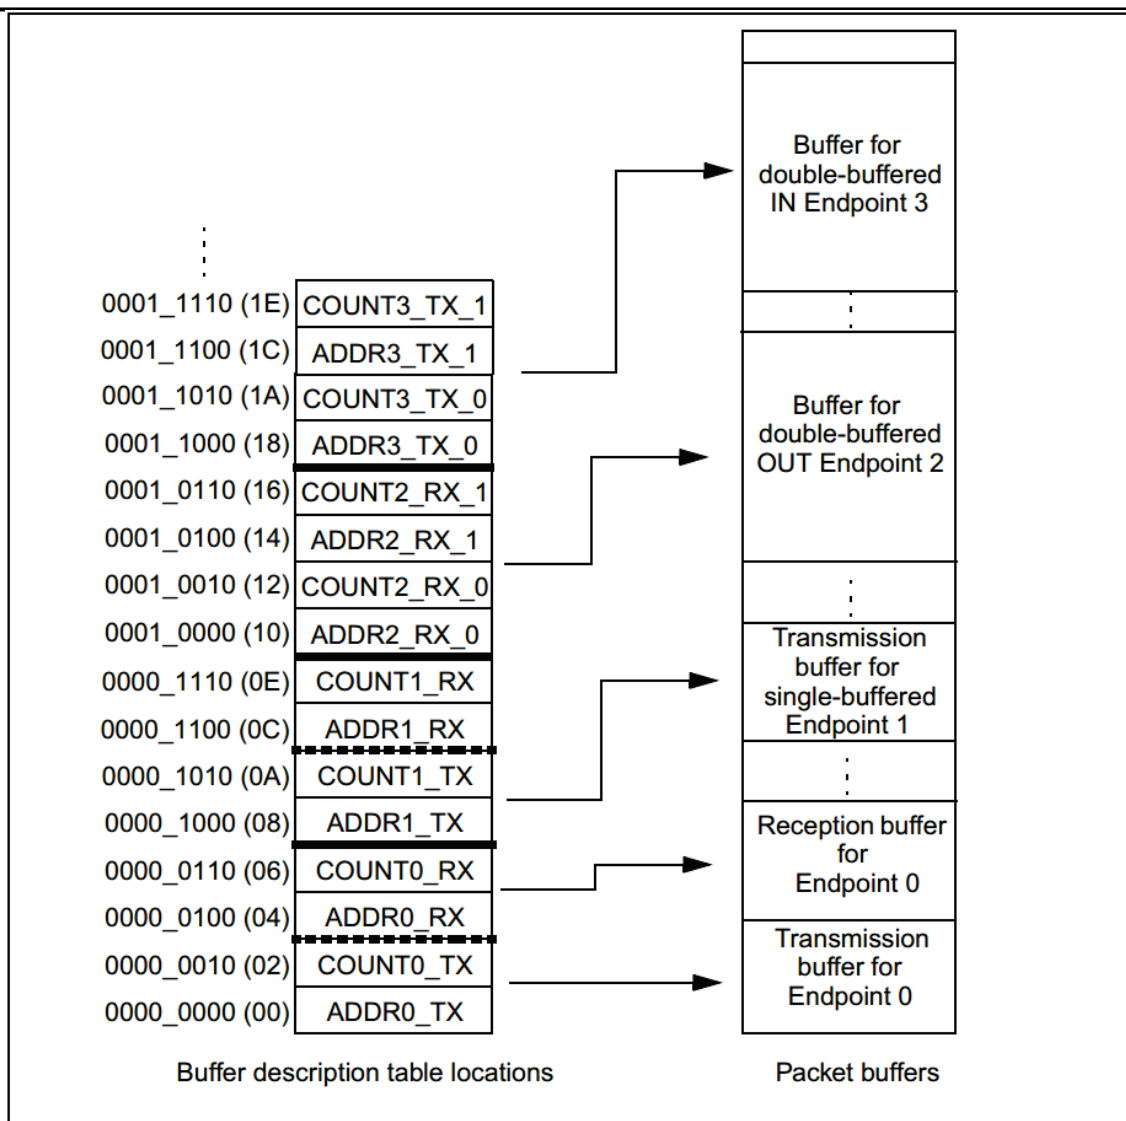 0001_1110 (1E) COUNT3_TX_1
0001_1100 (1C) ADDR3_TX_1
0001_1010 (1A) COUNT3_TX_0
0001_1000 (18) ADDR3_TX_0
0001_0110 (16) COUNT2_RX_1
0001_0100 (14) ADDR2_RX_1
0001_0010 (12) COUNT2_RX_0
0001_0000 (10) ADDR2_RX_0
0000_1110 (0E) COUNT1_RX
0000_1100 (0C) ADDR1_RX
0000_1010 (0A) COUNT1_TX
0000_1000 (08) ADDR1_TX
0000_0110 (06) COUNT0_RX
0000_0100 (04) ADDR0_RX
0000_0010 (02) COUNT0_TX
0000_0000 (00) ADDR0_TX
Buffer description table locations
Buffer for
double-buffered
IN Endpoint 3
Buffer for
double-buffered
OUT Endpoint 2
Transmission
buffer for
single-buffered
Endpoint 1
Reception buffer
for
Endpoint 0
Transmission
buffer for
Endpoint 0
Packet buffers